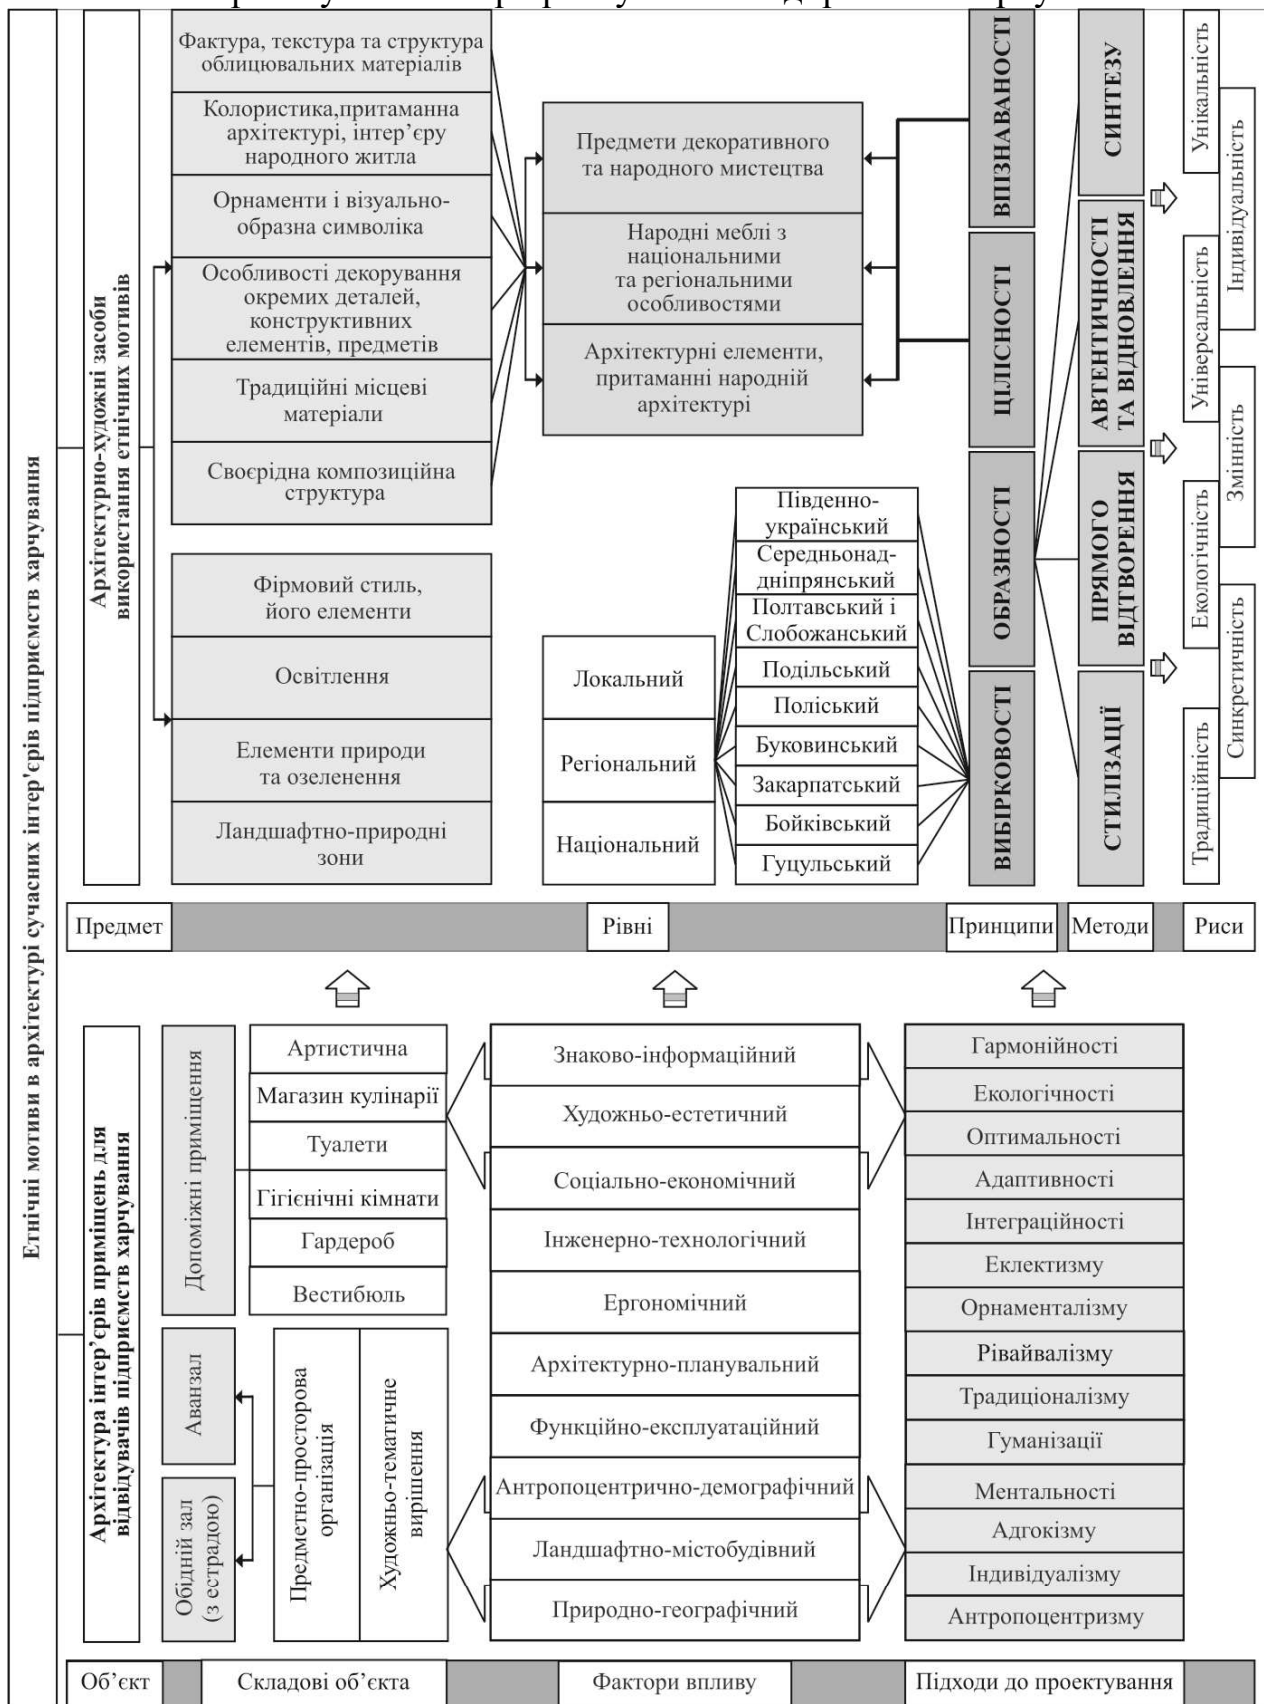 Етнічні мотиви в архітектурі сучасних інтер'єрів підприємств харчування
Архітектурно-художні засоби
використання етнічних мотивів
Фактура, текстура та структура
облицювальних матеріалів
Колористика,притаманна
архітектурі, інтер’єру
народного житла
Орнаменти і візуально-
образна символіка
Особливості декорування
окремих деталей,
конструктивних
елементів, предметів
Традиційні місцеві
матеріали
Своєрідна композиційна
структура
Фірмовий стиль,
його елементи
Освітлення
Елементи природи
та озеленення
Ландшафтно-природні
зони
Предмети декоративного
та народного мистецтва
Народні меблі з
національними
та регіональними
особливостями
Архітектурні елементи,
притаманні народній
архітектурі
Локальний
Регіональний
Національний
Південно-
український
Середньонад-
дніпрянський
Полтавський і
Слобожанський
Подільський
Поліський
Буковинський
Закарпатський
Бойківський
Гуцульський
ВПІЗНАВАНОСТІ
ЦІЛІСНОСТІ
ОБРАЗНОСТІ
ВИБІРКОВОСТІ
СИНТЕЗУ
АВТЕНТИЧНОСТІ
ТА ВІДНОВЛЕННЯ
ПРЯМОГО
ВІДТВОРЕННЯ
СТИЛІЗАЦІЇ
Унікальність
Індивідуальність
Універсальність
Змінність
Екологічність
Синкретичність
Традиційність
Предмет
Рівні
Принципи
Методи
Риси
Архітектура інтер’єрів приміщень для
відвідувачів підприємств харчування
Допоміжні приміщення
Аванзал
Обідній зал
(з естрадою)
Артистична
Магазин кулінарії
Туалети
Гігієнічні кімнати
Гардероб
Вестибюль
Предметно-просторова
організація
Художньо-тематичне
вирішення
Знаково-інформаційний
Художньо-естетичний
Соціально-економічний
Інженерно-технологічний
Ергономічний
Архітектурно-планувальний
Функційно-експлуатаційний
Антропоцентрично-демографічний
Ландшафтно-містобудівний
Природно-географічний
Гармонійності
Екологічності
Оптимальності
Адаптивності
Інтеграційності
Еклектизму
Орнаменталізму
Рівайвалізму
Традиціоналізму
Гуманізації
Ментальності
Адгокізму
Індивідуалізму
Антропоцентризму
Об’єкт
Складові об’єкта
Фактори впливу
Підходи до проектування